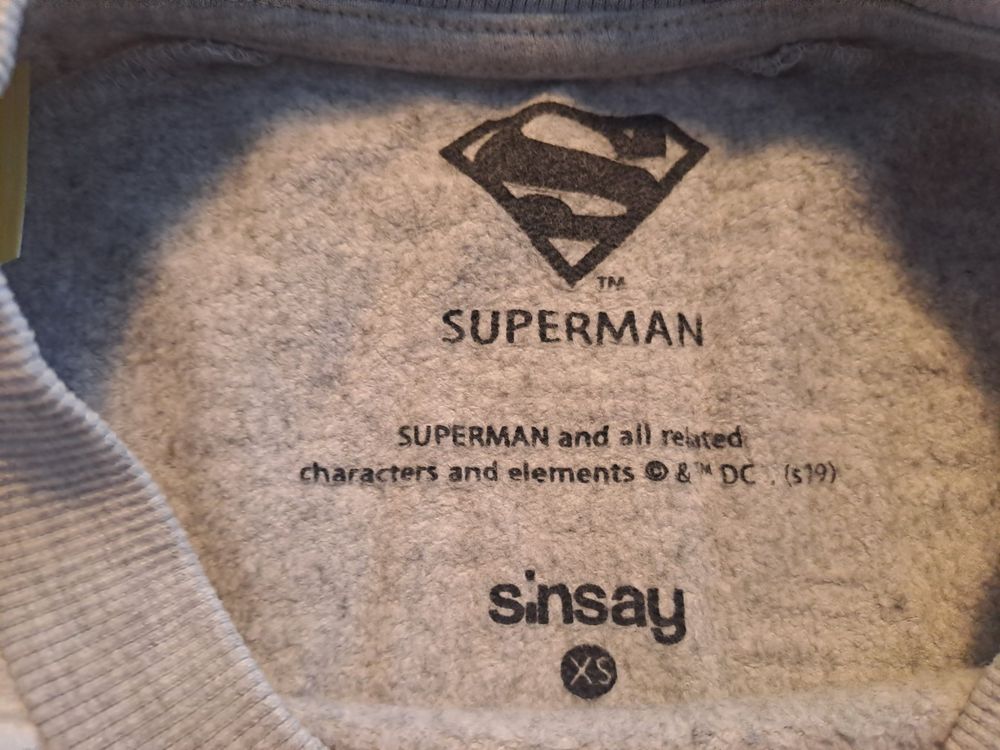 S
TM
SUPERMAN
SUPERMAN and all related
characters and elements © & ™ DC . (s19)
sinsay
XS